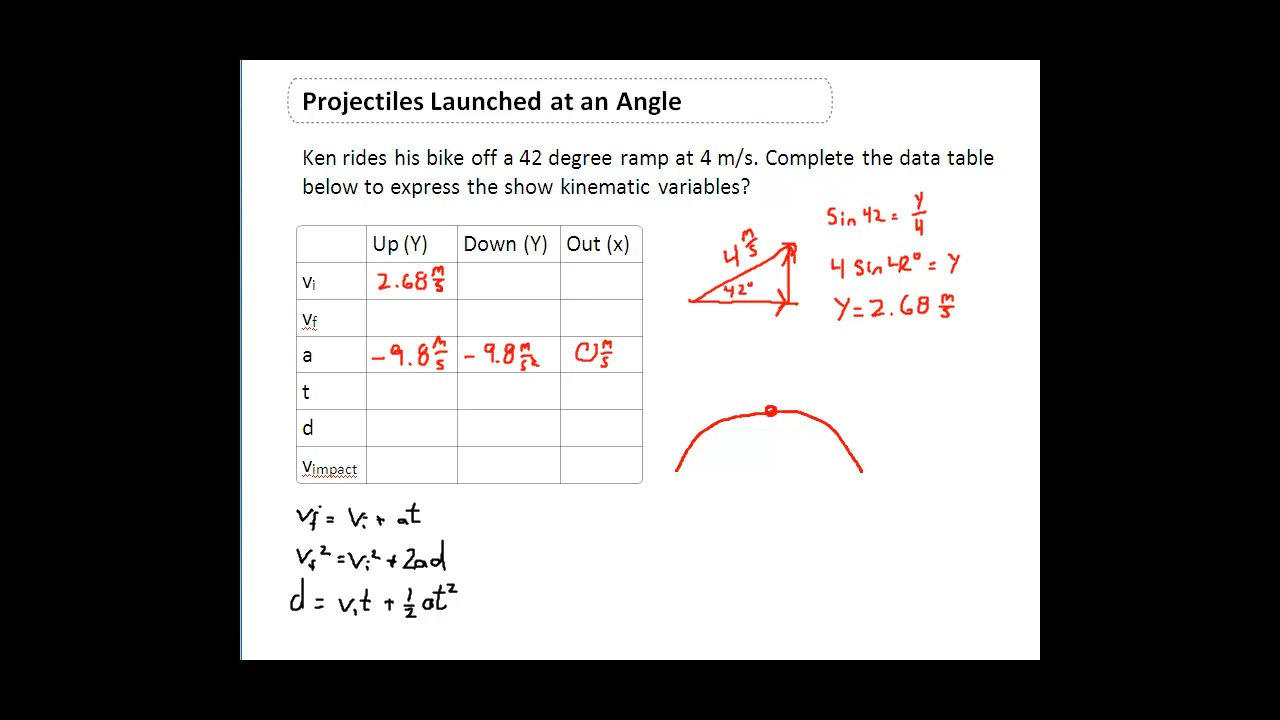 Projectiles Launched at an Angle
Ken rides his bike off a 42 degree ramp at 4 m/s. Complete the data table
below to express the show kinematic variables?
Up (Y) Down (Y) Out (x)
Vi 2.68 m/s
Vf
a -9.8 m/s -9.8 m/s² 0 m/s
t
d
Vimpact
4 m/s
42°
Sin 42 = y/4
4 Sin 42° = y
y = 2.68 m/s
Vf = Vi + at
Vf² = Vi² + 2ad
d = Vit + 1/2 at²